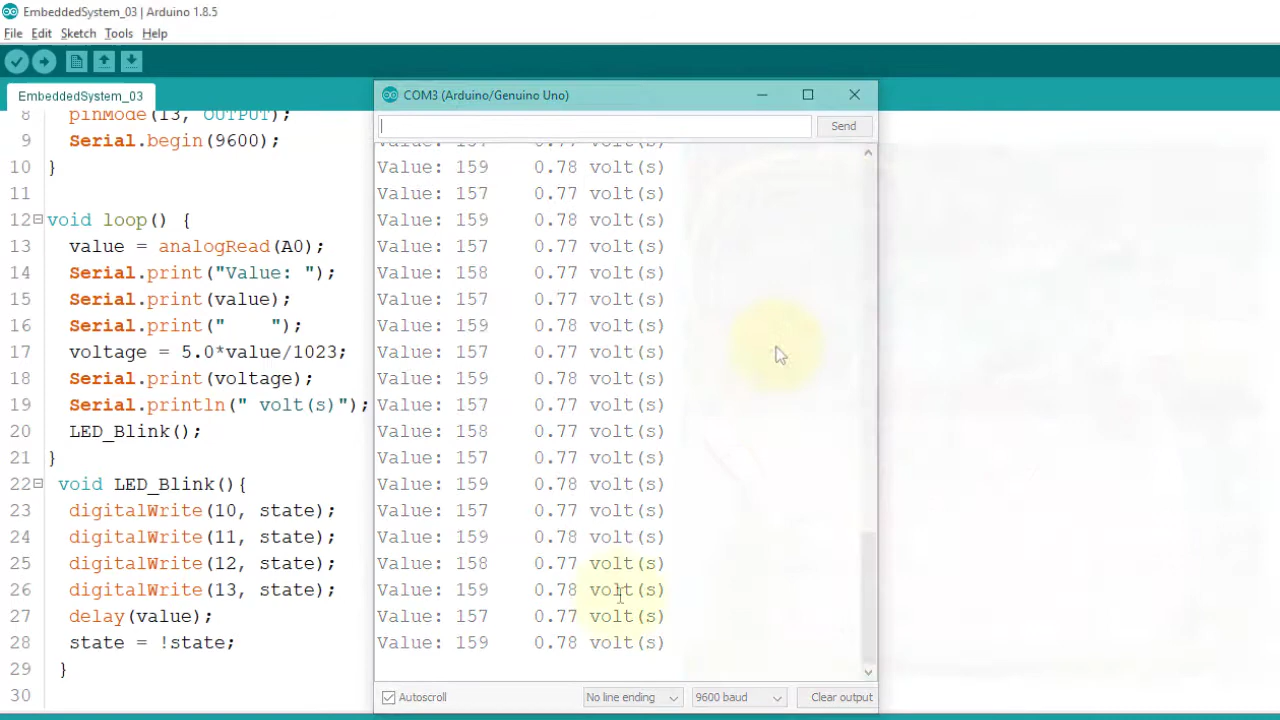 EmbeddedSystem_03 | Arduino 1.8.5
File Edit Sketch Tools Help
EmbeddedSystem_03
8 pinMode(13, OUTPUT);
9 Serial.begin(9600);
10 }
11
12 void loop() {
13 value = analogRead(A0);
14 Serial.print("Value: ");
15 Serial.print(value);
16 Serial.print("    ");
17 voltage = 5.0*value/1023;
18 Serial.print(voltage);
19 Serial.println(" volt(s)");
20 LED_Blink();
21 }
22 void LED_Blink(){
23 digitalWrite(10, state);
24 digitalWrite(11, state);
25 digitalWrite(12, state);
26 digitalWrite(13, state);
27 delay(value);
28 state = !state;
29 }
30
COM3 (Arduino/Genuino Uno)
Send
Value: 157    0.77 volt(s)
Value: 159    0.78 volt(s)
Value: 157    0.77 volt(s)
Value: 159    0.78 volt(s)
Value: 157    0.77 volt(s)
Value: 158    0.77 volt(s)
Value: 157    0.77 volt(s)
Value: 159    0.78 volt(s)
Value: 157    0.77 volt(s)
Value: 159    0.78 volt(s)
Value: 157    0.77 volt(s)
Value: 158    0.77 volt(s)
Value: 157    0.77 volt(s)
Value: 159    0.78 volt(s)
Value: 157    0.77 volt(s)
Value: 159    0.78 volt(s)
Value: 158    0.77 volt(s)
Value: 159    0.78 volt(s)
Value: 157    0.77 volt(s)
Value: 159    0.78 volt(s)
Autoscroll No line ending 9600 baud Clear output